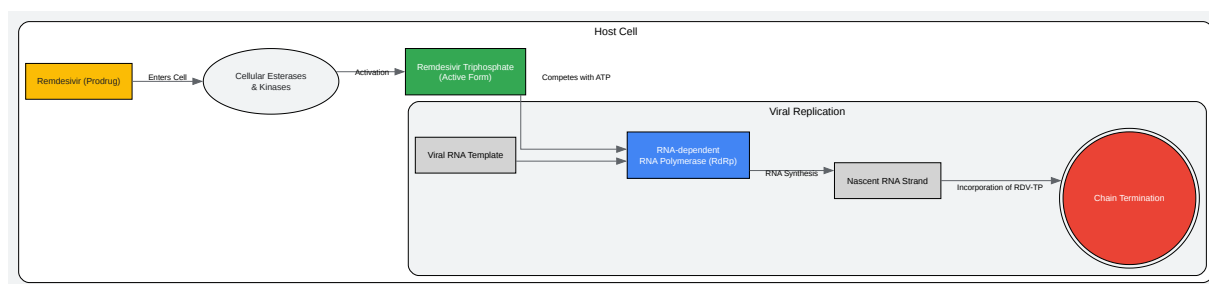 Host Cell
Remdesivir (Prodrug)
Enters Cell
Cellular Esterases
& Kinases
Activation
Remdesivir Triphosphate
(Active Form)
Competes with ATP
Viral Replication
Viral RNA Template
RNA-dependent
RNA Polymerase (RdRp)
RNA Synthesis
Nascent RNA Strand
Incorporation of RDV-TP
Chain Termination